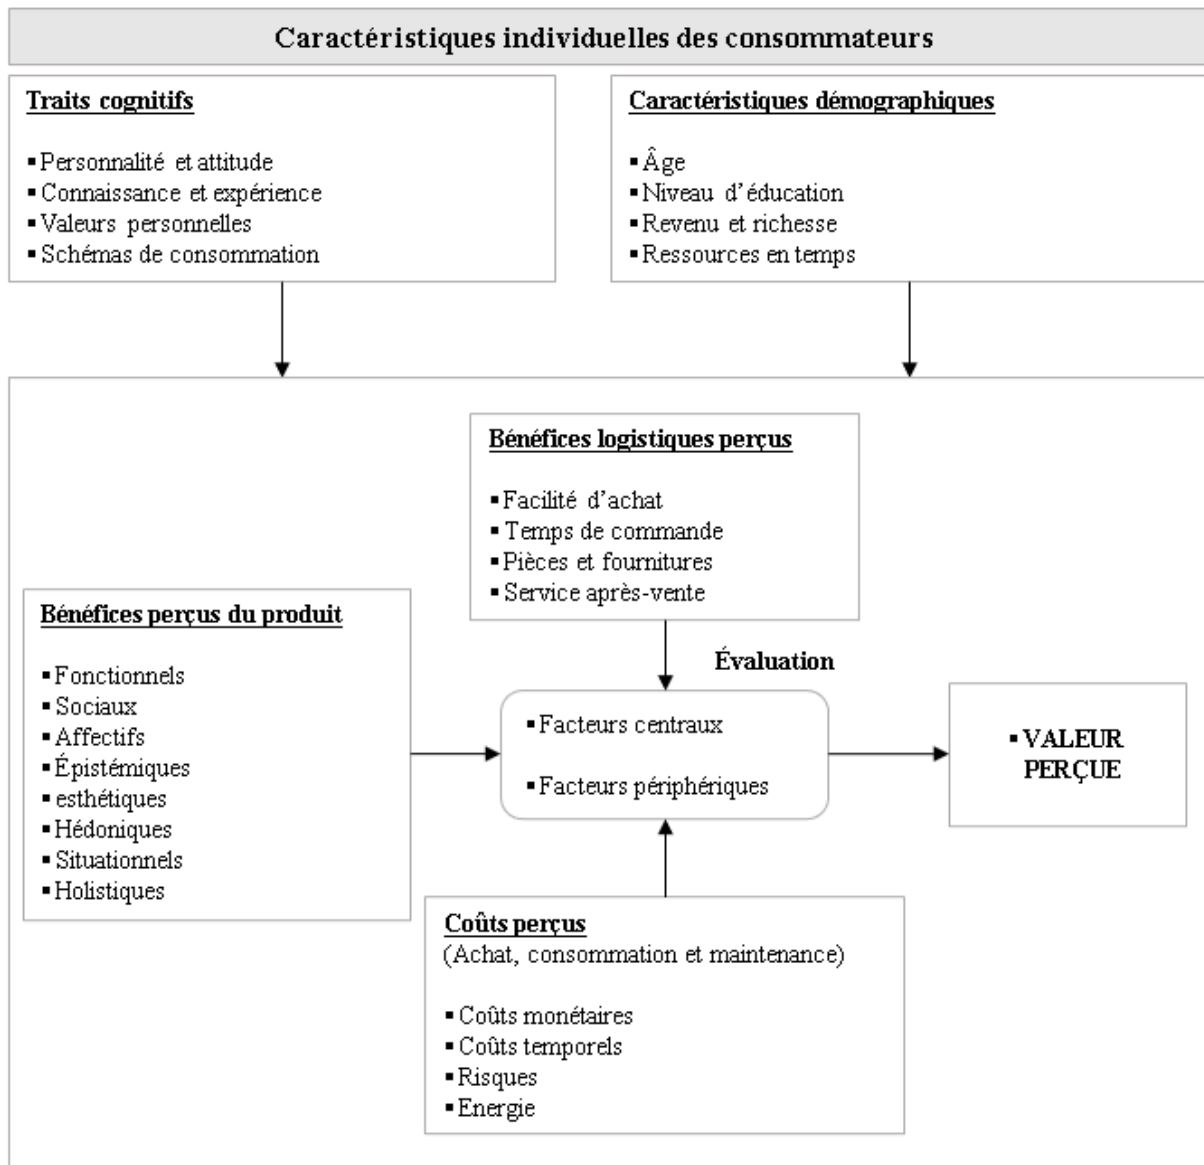 Caractéristiques individuelles des consommateurs
Traits cognitifs
▪ Personnalité et attitude
▪ Connaissance et expérience
▪ Valeurs personnelles
▪ Schémas de consommation
Caractéristiques démographiques
▪ Âge
▪ Niveau d'éducation
▪ Revenu et richesse
▪ Ressources en temps
Bénéfices logistiques perçus
▪ Facilité d'achat
▪ Temps de commande
▪ Pièces et fournitures
▪ Service après-vente
Bénéfices perçus du produit
▪ Fonctionnels
▪ Sociaux
▪ Affectifs
▪ Épistémiques
▪ esthétiques
▪ Hédoniques
▪ Situationnels
▪ Holistiques
Évaluation
▪ Facteurs centraux
▪ Facteurs périphériques
▪ VALEUR
PERÇUE
Coûts perçus
(Achat, consommation et maintenance)
▪ Coûts monétaires
▪ Coûts temporels
▪ Risques
▪ Energie